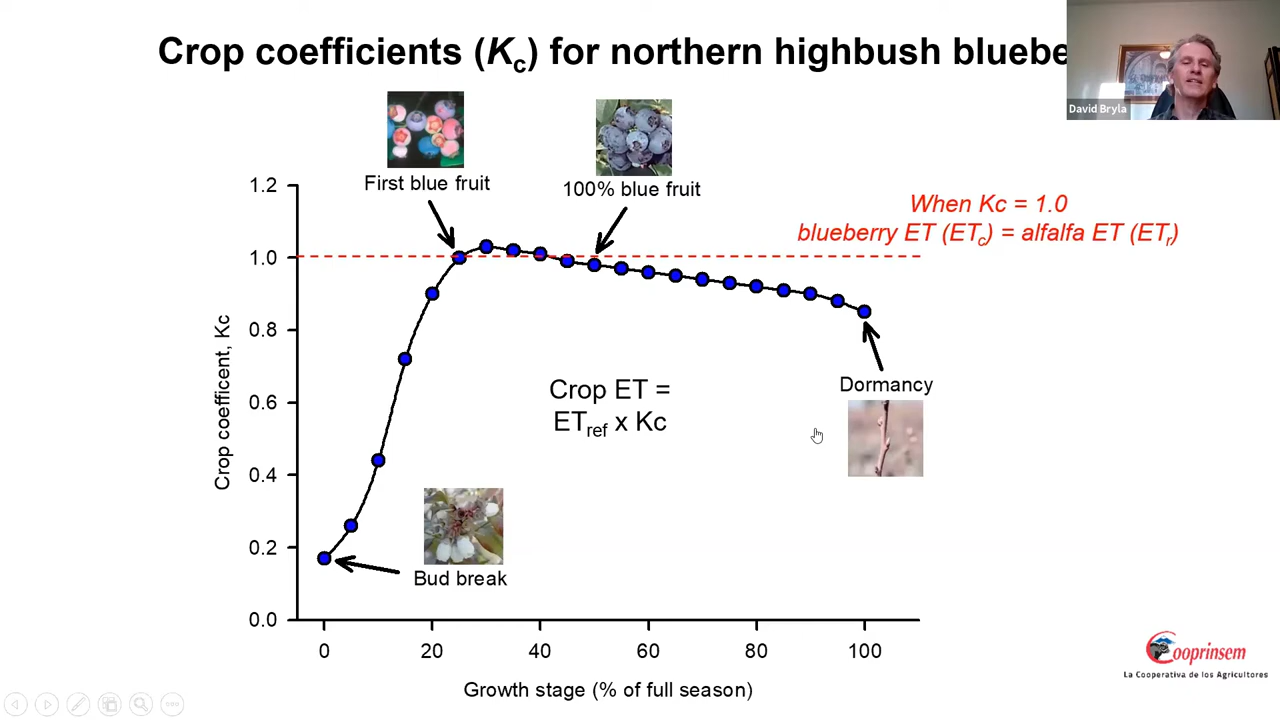 Crop coefficients (Kc) for northern highbush bluebe
David Bryla
First blue fruit
100% blue fruit
When Kc = 1.0
blueberry ET (ETc) = alfalfa ET (ETr)
1.2
1.0
0.8
0.6
0.4
0.2
0.0
Crop coefficent, Kc
Crop ET =
ETref x Kc
Dormancy
Bud break
0 20 40 60 80 100
Growth stage (% of full season)
Cooprinsem
La Cooperativa de los Agricultores